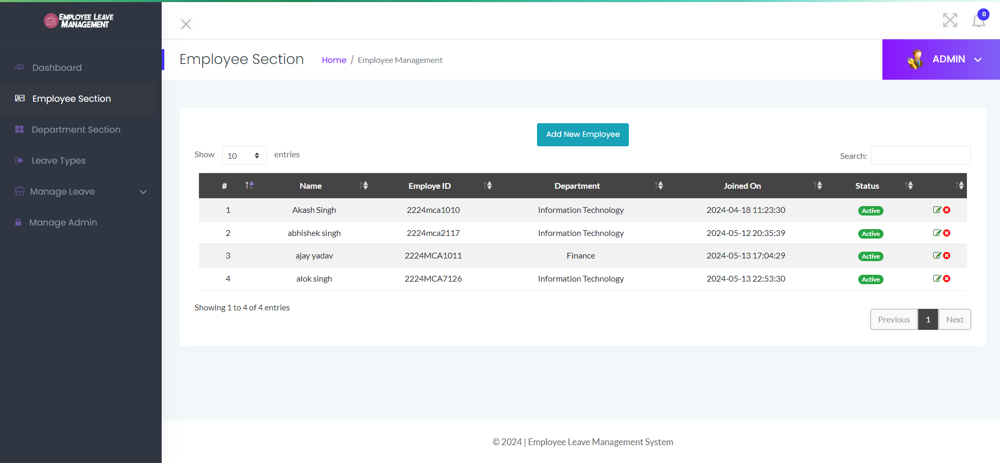 EMPLOYEE LEAVE
MANAGEMENT
Dashboard
Employee Section
Department Section
Leave Types
Manage Leave
Manage Admin
0
Employee Section Home / Employee Management
ADMIN
Add New Employee
Show 10 entries
Search:
# Name Employe ID Department Joined On Status
1 Akash Singh 2224mca1010 Information Technology 2024-04-18 11:23:30 Active
2 abhishek singh 2224mca2117 Information Technology 2024-05-12 20:35:39 Active
3 ajay yadav 2224MCA1011 Finance 2024-05-13 17:04:29 Active
4 alok singh 2224MCA7126 Information Technology 2024-05-13 22:53:30 Active
Showing 1 to 4 of 4 entries
Previous 1 Next
© 2024 | Employee Leave Management System